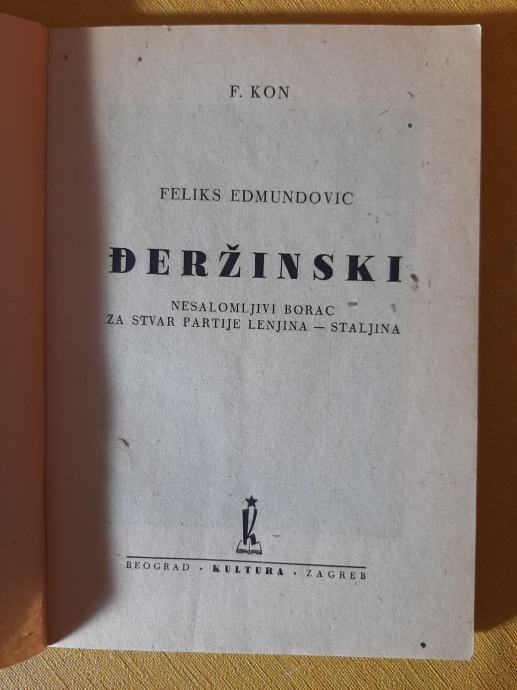 F. KON
FELIKS EDMUNDOVIĆ
ĐERŽINSKI
NESALOMLJIVI BORAC
ZA STVAR PARTIJE LENJINA — STALJINA
k
BEOGRAD · KULTURA · ZAGREB